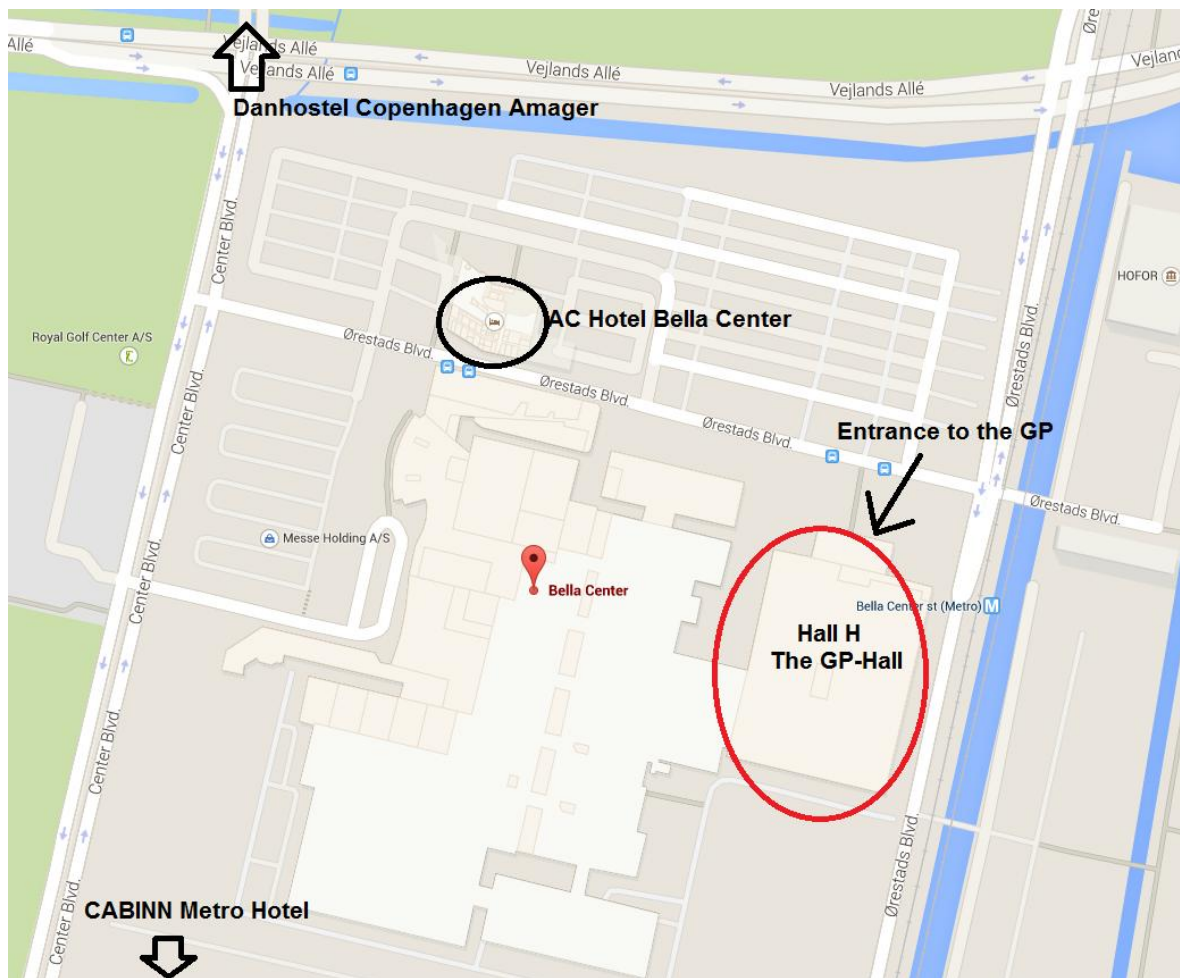 Ør
Allé
Vejlands Allé
Vejlands Allé
Vejlands Allé
Vejlands Allé
Vejlands
Danhostel Copenhagen Amager
Center Blvd.
Center Blvd.
Ørestads Blvd.
HOFOR
AC Hotel Bella Center
Royal Golf Center A/S
Ørestads Blvd.
Ørestads Blvd.
Ørestads Blvd.
Entrance to the GP
Center Blvd.
Center Blvd.
Ørestads Blvd.
Messe Holding A/S
Bella Center
Bella Center st (Metro) M
Hall H
The GP-Hall
Center Blvd.
Ørestads Blvd.
CABINN Metro Hotel
Center Blvd.